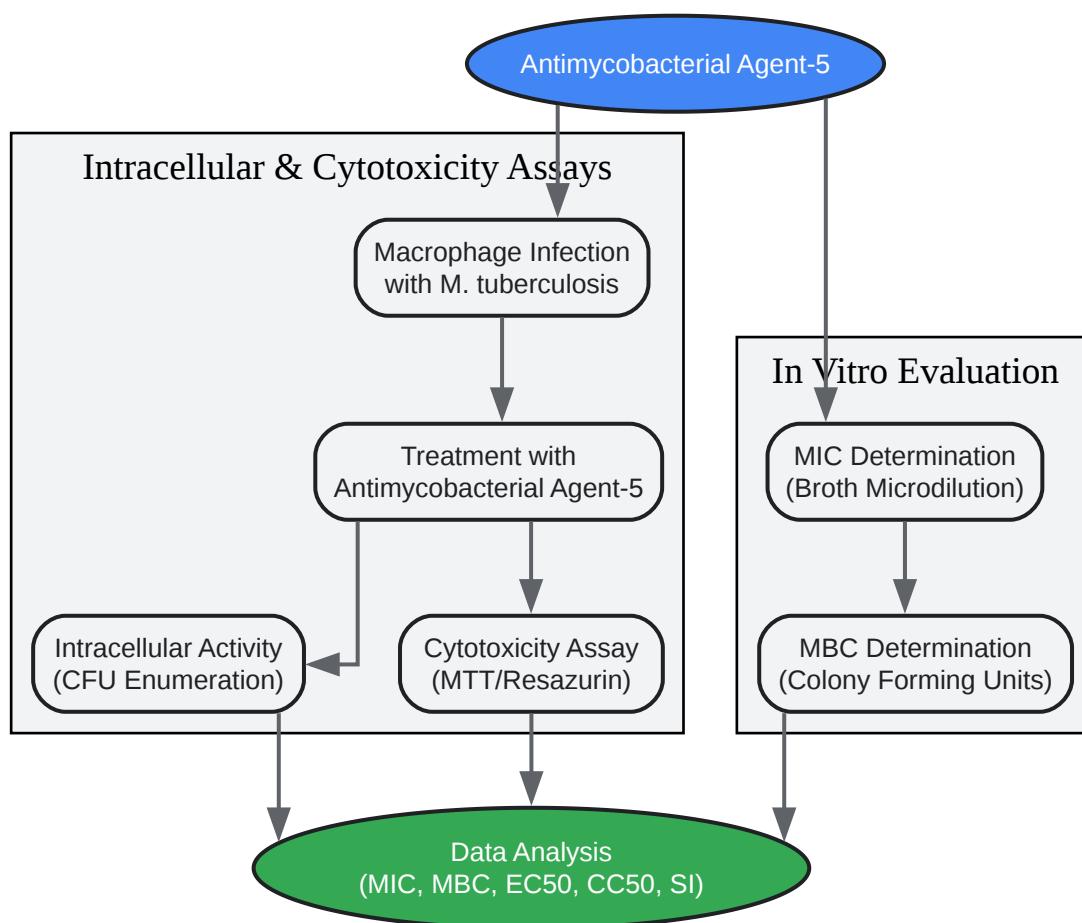 Antimycobacterial Agent-5
Intracellular & Cytotoxicity Assays
Macrophage Infection
with M. tuberculosis
Treatment with
Antimycobacterial Agent-5
Intracellular Activity
(CFU Enumeration)
Cytotoxicity Assay
(MTT/Resazurin)
In Vitro Evaluation
MIC Determination
(Broth Microdilution)
MBC Determination
(Colony Forming Units)
Data Analysis
(MIC, MBC, EC50, CC50, SI)